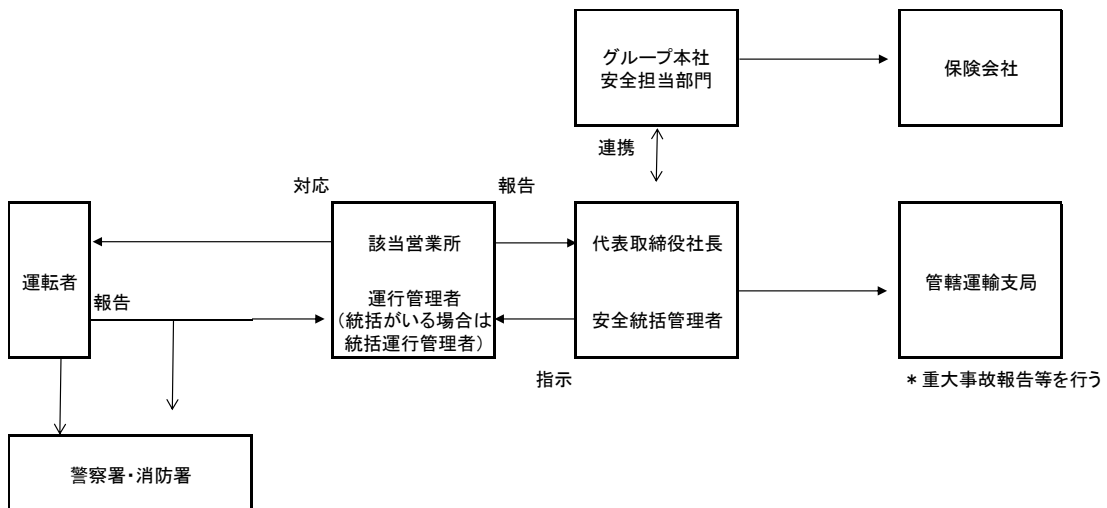 グループ本社
安全担当部門
保険会社
連携
対応
報告
運転者
報告
該当営業所
運行管理者
(統括がいる場合は
統括運行管理者)
代表取締役社長
安全統括管理者
指示
管轄運輸支局
＊重大事故報告等を行う
警察署・消防署